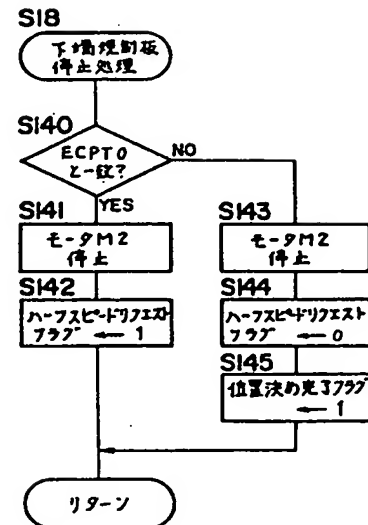 S18
下端規制板
停止処理
S140
ECPT0
と一致?
NO
YES
S141
モータM2
停止
S143
モータM2
停止
S142
ハーフスピードリクエスト
フラグ ← 1
S144
ハーフスピードリクエスト
フラグ ← 0
S145
位置決め完了フラグ
← 1
リターン